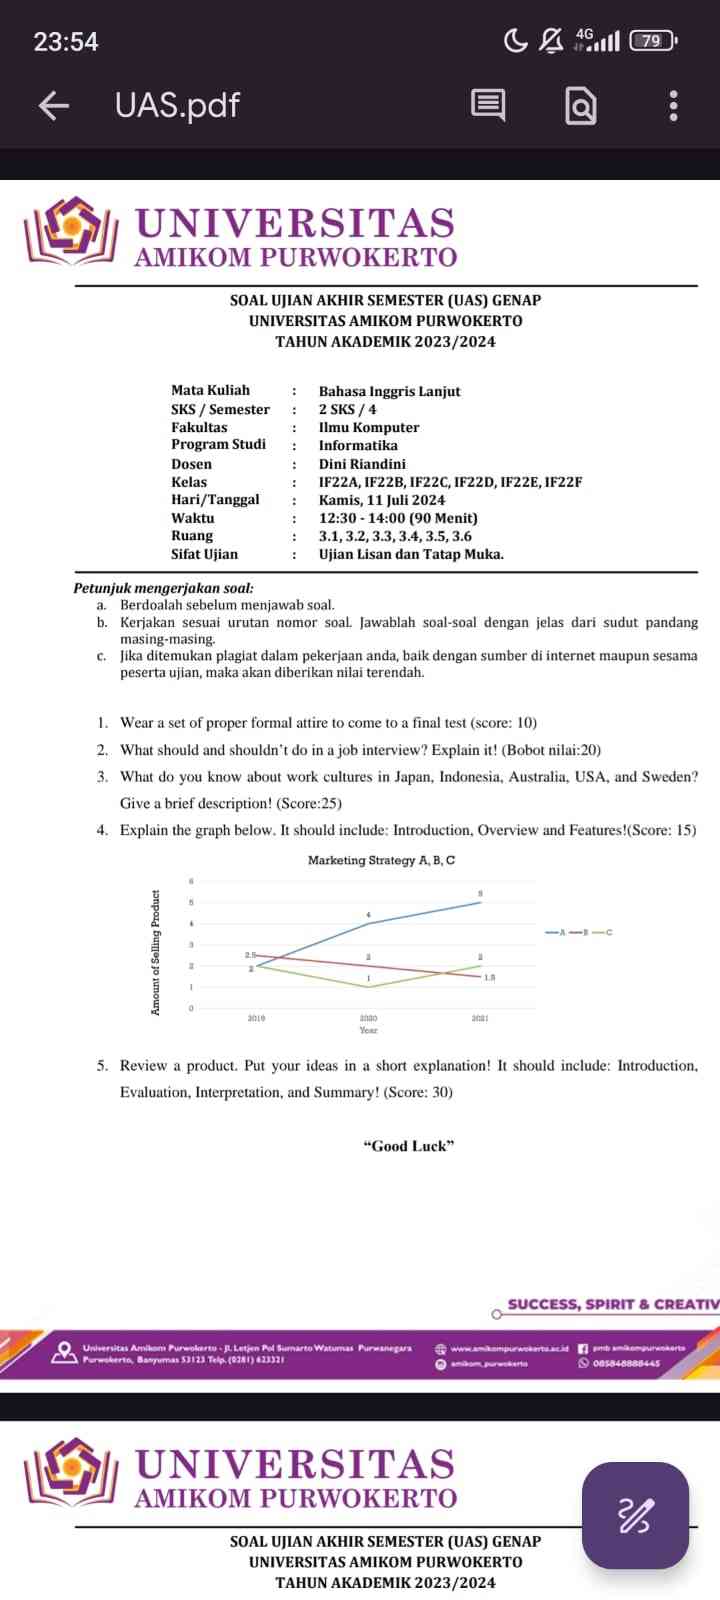 23:54
4G
79
UAS.pdf
UNIVERSITAS
AMIKOM PURWOKERTO
SOAL UJIAN AKHIR SEMESTER (UAS) GENAP
UNIVERSITAS AMIKOM PURWOKERTO
TAHUN AKADEMIK 2023/2024
Mata Kuliah : Bahasa Inggris Lanjut
SKS / Semester : 2 SKS / 4
Fakultas : Ilmu Komputer
Program Studi : Informatika
Dosen : Dini Riandini
Kelas : IF22A, IF22B, IF22C, IF22D, IF22E, IF22F
Hari/Tanggal : Kamis, 11 Juli 2024
Waktu : 12:30 - 14:00 (90 Menit)
Ruang : 3.1, 3.2, 3.3, 3.4, 3.5, 3.6
Sifat Ujian : Ujian Lisan dan Tatap Muka.
Petunjuk mengerjakan soal:
a. Berdoalah sebelum menjawab soal.
b. Kerjakan sesuai urutan nomor soal. Jawablah soal-soal dengan jelas dari sudut pandang
masing-masing.
c. Jika ditemukan plagiat dalam pekerjaan anda, baik dengan sumber di internet maupun sesama
peserta ujian, maka akan diberikan nilai terendah.
1. Wear a set of proper formal attire to come to a final test (score: 10)
2. What should and shouldn't do in a job interview? Explain it! (Bobot nilai:20)
3. What do you know about work cultures in Japan, Indonesia, Australia, USA, and Sweden?
Give a brief description! (Score:25)
4. Explain the graph below. It should include: Introduction, Overview and Features!(Score: 15)
Marketing Strategy A, B, C
Amount of Selling Product
6
5
4
3
2
1
0
2.5
2
4
2
1
5
2
1.5
A B C
2019 2020 2021
Year
5. Review a product. Put your ideas in a short explanation! It should include: Introduction,
Evaluation, Interpretation, and Summary! (Score: 30)
“Good Luck”
SUCCESS, SPIRIT & CREATIV
Universitas Amikom Purwokerto - Jl. Letjen Pol Sumarto Watumas Purwanegara
Purwokerto, Banyumas 53123 Telp. (0281) 623321
www.amikompurwokerto.ac.id
pmb amikompurwokerto
amikom_purwokerto
085848888445
UNIVERSITAS
AMIKOM PURWOKERTO
SOAL UJIAN AKHIR SEMESTER (UAS) GENAP
UNIVERSITAS AMIKOM PURWOKERTO
TAHUN AKADEMIK 2023/2024